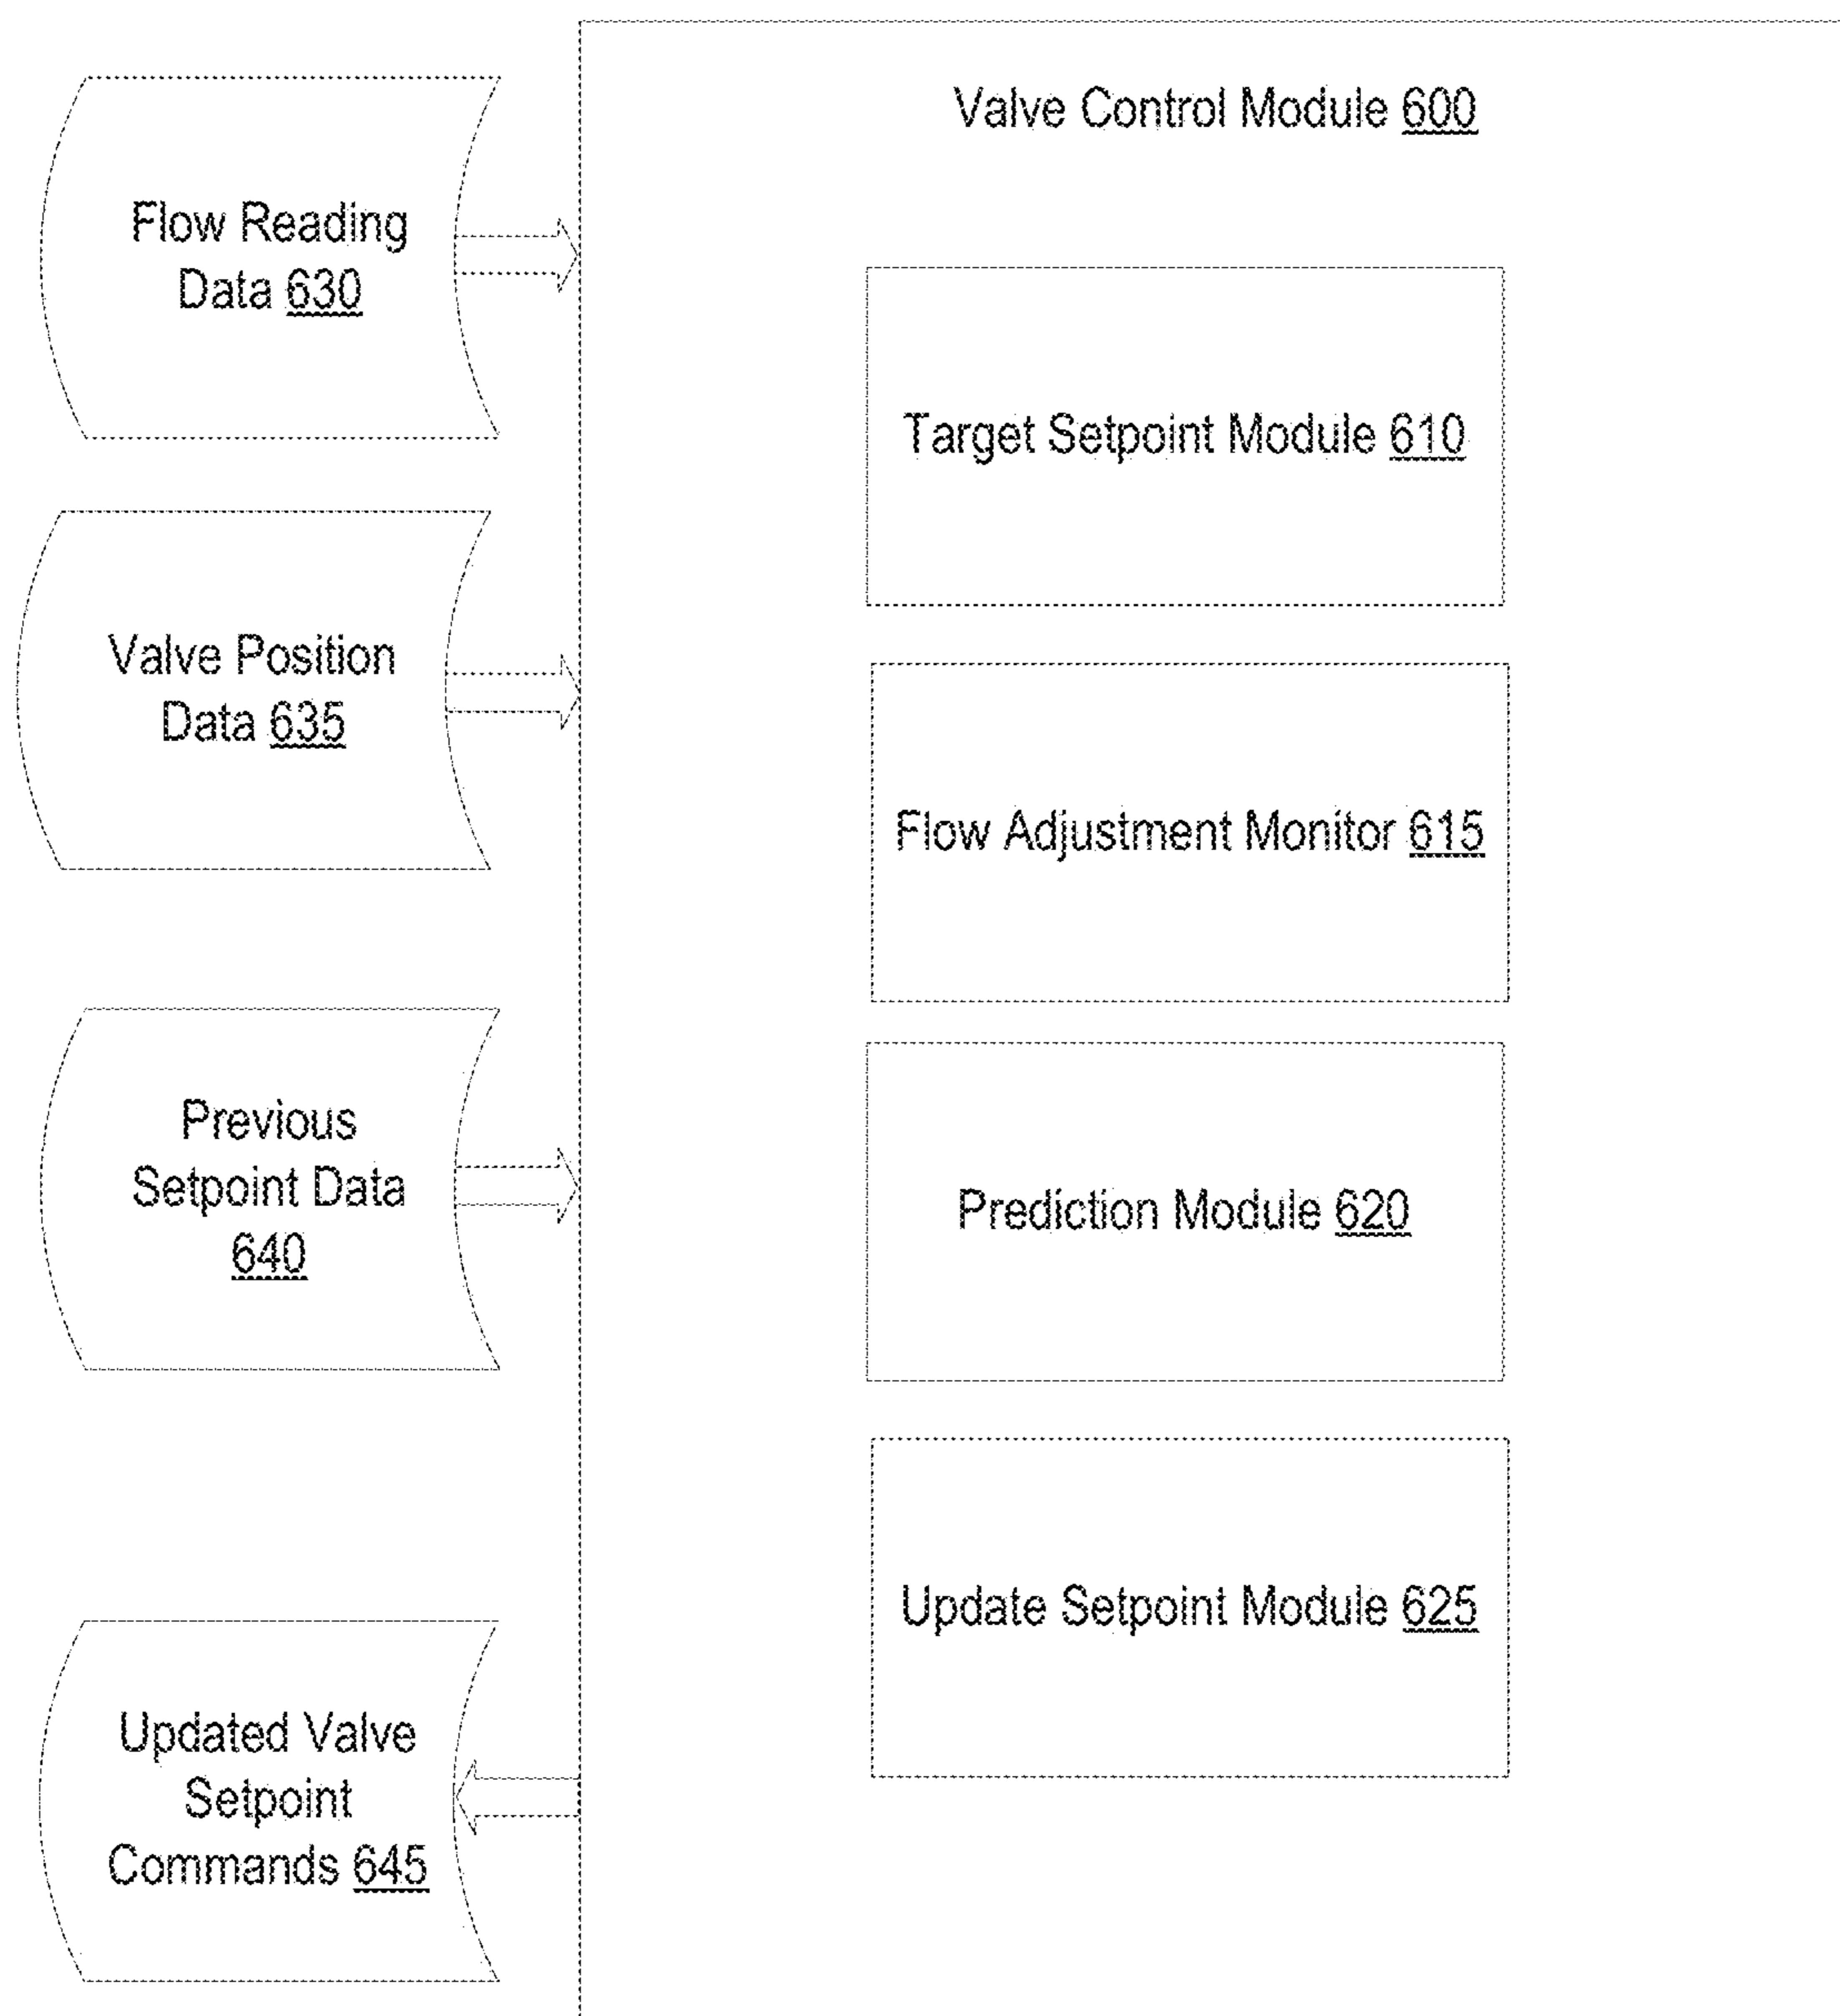 Valve Control Module 600
Flow Reading
Data 630
Valve Position
Data 635
Previous
Setpoint Data
640
Updated Valve
Setpoint
Commands 645
Target Setpoint Module 610
Flow Adjustment Monitor 615
Prediction Module 620
Update Setpoint Module 625